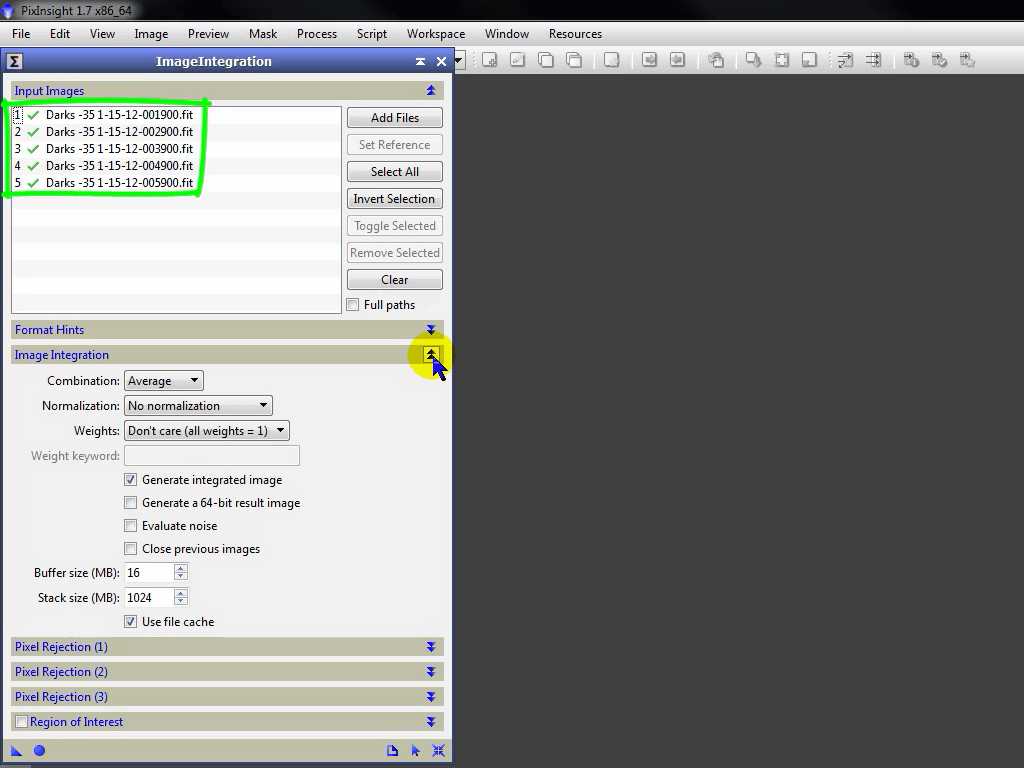 PixInsight 1.7 x86_64
File Edit View Image Preview Mask Process Script Workspace Window Resources
ImageIntegration
Input Images
1 Darks -35 1-15-12-001900.fit
2 Darks -35 1-15-12-002900.fit
3 Darks -35 1-15-12-003900.fit
4 Darks -35 1-15-12-004900.fit
5 Darks -35 1-15-12-005900.fit
Add Files
Set Reference
Select All
Invert Selection
Toggle Selected
Remove Selected
Clear
Full paths
Format Hints
Image Integration
Combination: Average
Normalization: No normalization
Weights: Don't care (all weights = 1)
Weight keyword:
Generate integrated image
Generate a 64-bit result image
Evaluate noise
Close previous images
Buffer size (MB): 16
Stack size (MB): 1024
Use file cache
Pixel Rejection (1)
Pixel Rejection (2)
Pixel Rejection (3)
Region of Interest